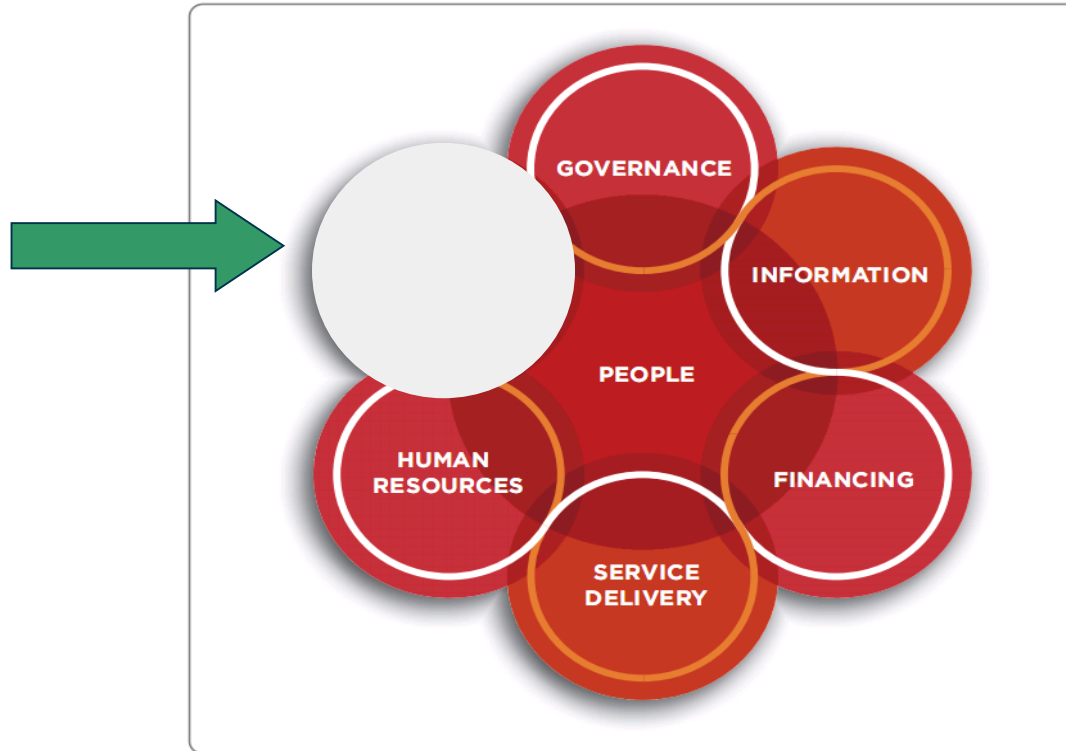 GOVERNANCE
INFORMATION
PEOPLE
HUMAN
RESOURCES
FINANCING
SERVICE
DELIVERY